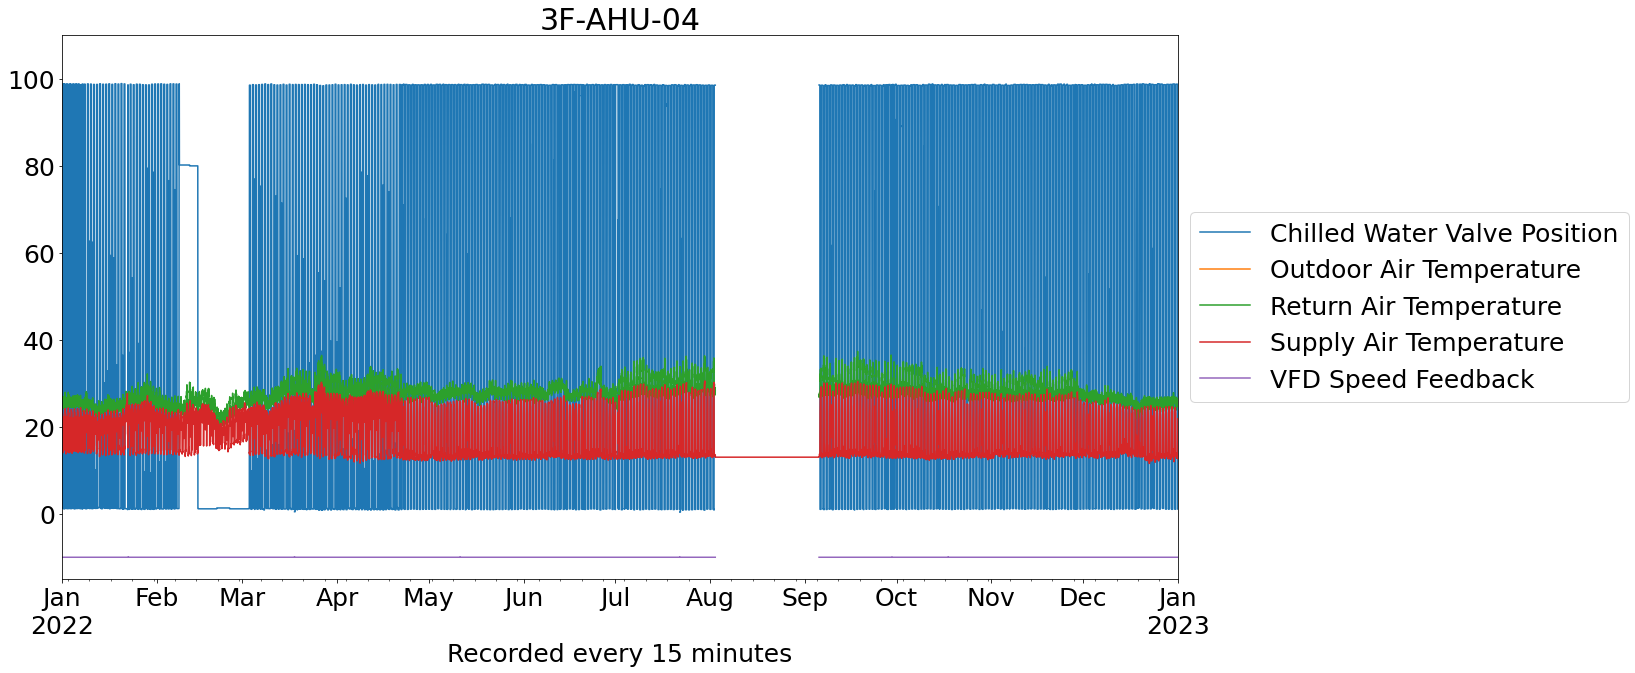 3F-AHU-04
100
80
60
40
20
0
Jan Feb Mar Apr May Jun Jul Aug Sep Oct Nov Dec Jan
2022 2023
Recorded every 15 minutes
Chilled Water Valve Position
Outdoor Air Temperature
Return Air Temperature
Supply Air Temperature
VFD Speed Feedback